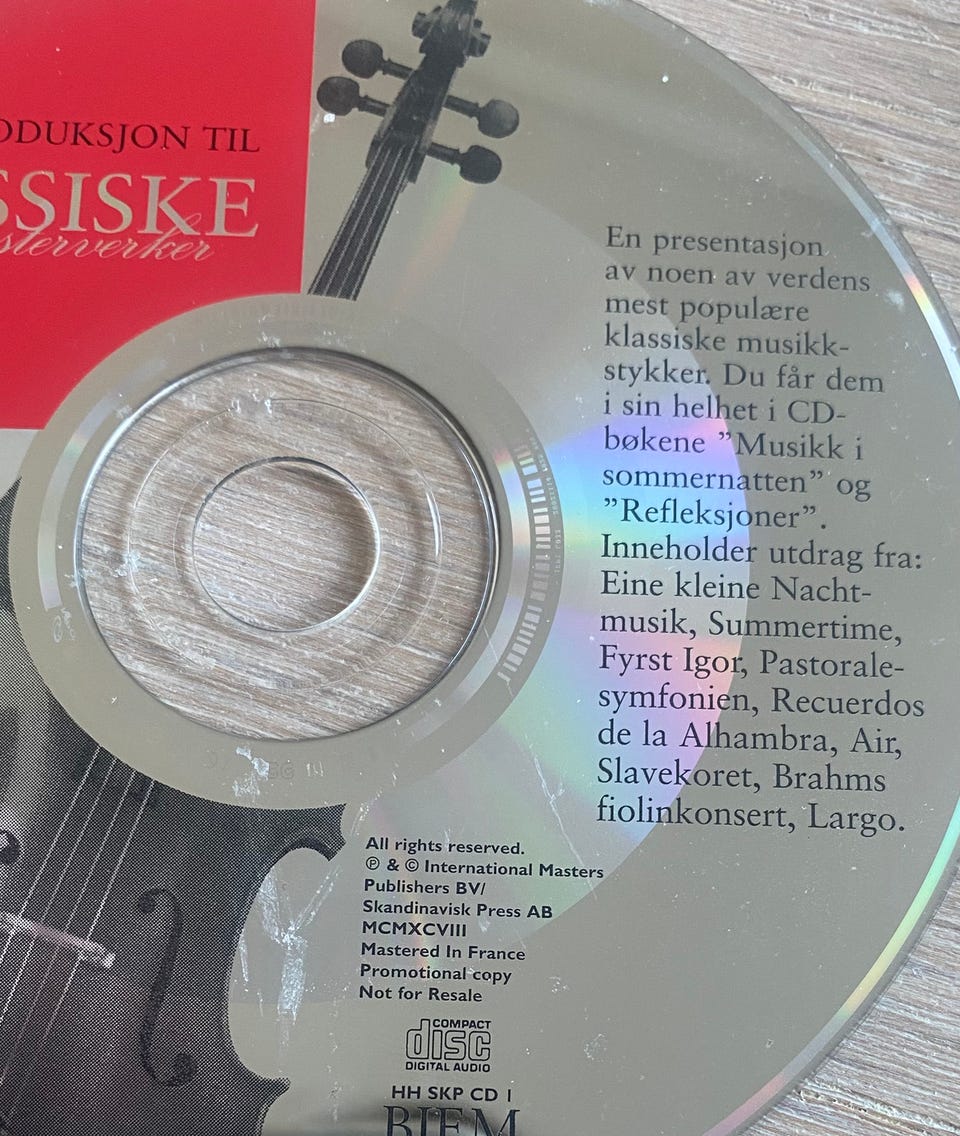 ODUKSJON TIL
SSISKE
sterverker
En presentasjon
av noen av verdens
mest populære
klassiske musikk-
stykker. Du får dem
i sin helhet i CD-
bøkene ”Musikk i
sommernatten” og
”Refleksjoner”.
Inneholder utdrag fra:
Eine kleine Nacht-
musik, Summertime,
Fyrst Igor, Pastorale-
symfonien, Recuerdos
de la Alhambra, Air,
Slavekoret, Brahms
fiolinkonsert, Largo.
All rights reserved.
℗ & © International Masters
Publishers BV/
Skandinavisk Press AB
MCMXCVIII
Mastered In France
Promotional copy
Not for Resale
COMPACT
disc
DIGITAL AUDIO
HH SKP CD 1
BIEM